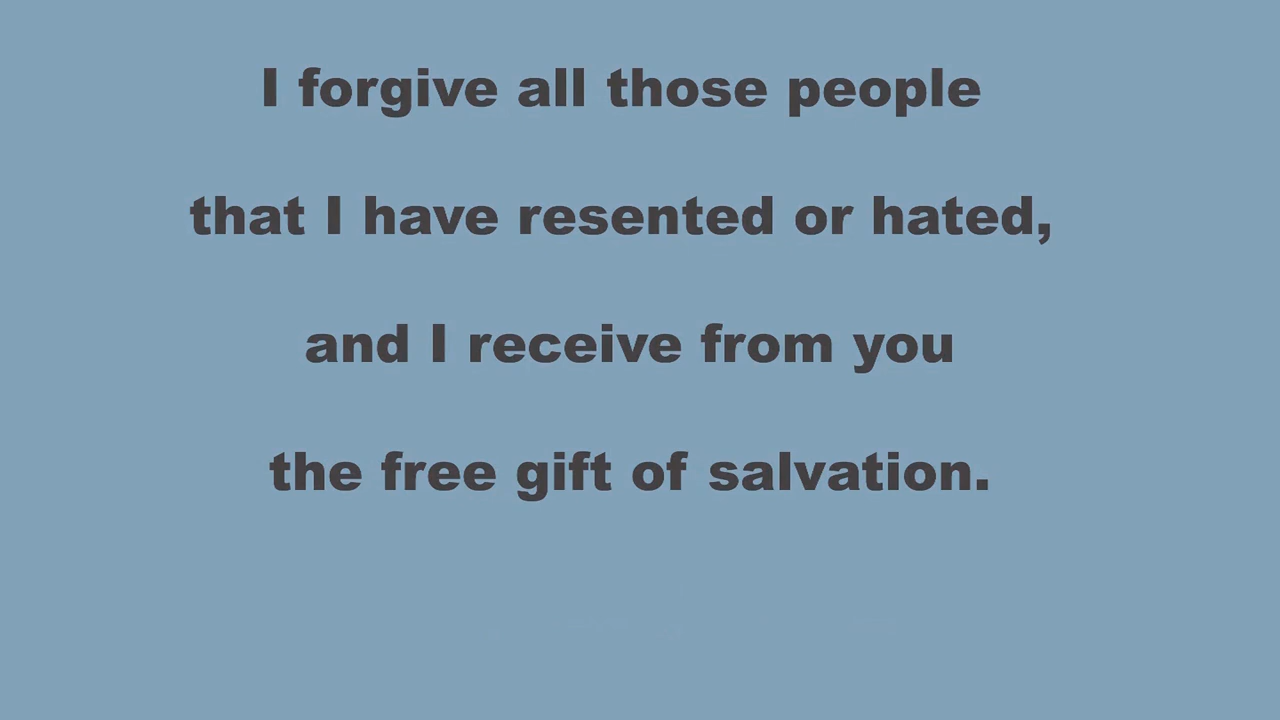 I forgive all those people
that I have resented or hated,
and I receive from you
the free gift of salvation.